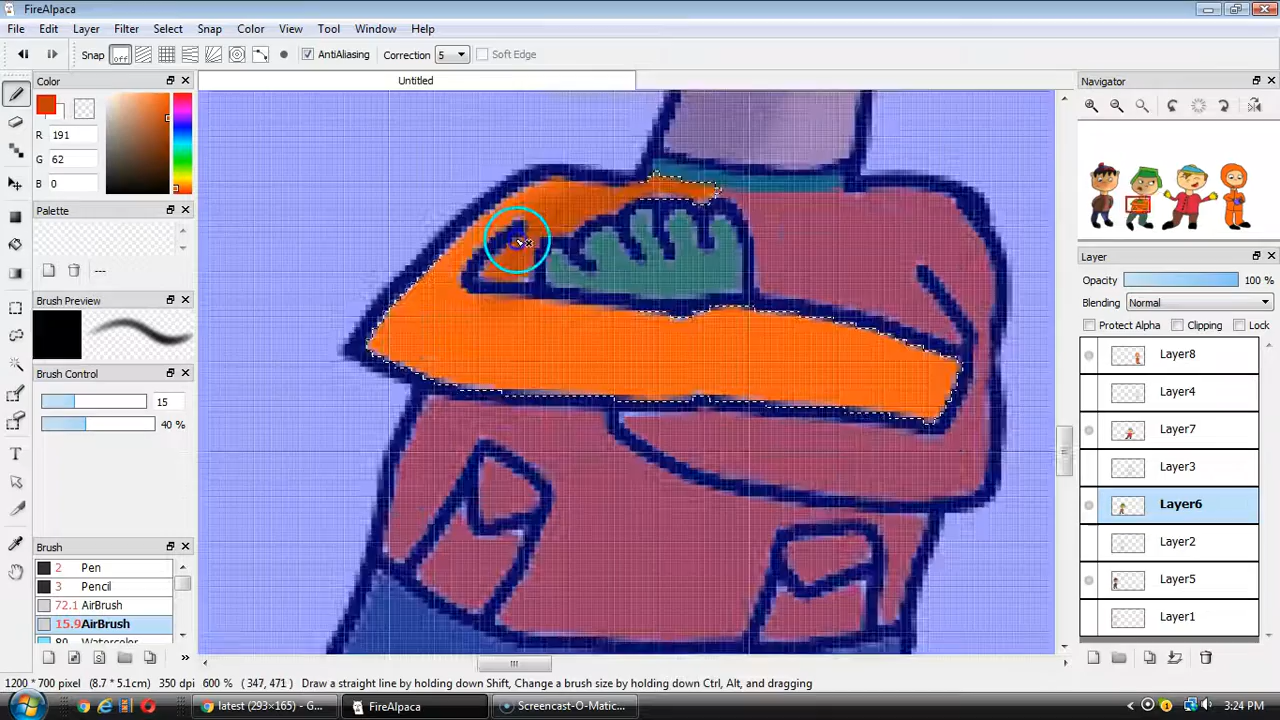 FireAlpaca
File Edit Layer Filter Select Snap Color View Tool Window Help
Snap off AntiAliasing Correction 5 Soft Edge
Color
Untitled
Navigator
R 191
G 62
B 0
Palette
---
Brush Preview
Layer
Opacity 100 %
Blending Normal
Protect Alpha Clipping Lock
Layer8
Brush Control
Layer4
15
40 %
Layer7
Layer3
Layer6
Layer2
Brush
2 Pen
Layer5
3 Pencil
72.1 AirBrush
Layer1
15.9 AirBrush
80 Watercolor
1200 * 700 pixel (8.7 * 5.1cm) 350 dpi 600 % ( 347, 471 ) Draw a straight line by holding down Shift, Change a brush size by holding down Ctrl, Alt, and dragging
latest (293×165) - G... FireAlpaca Screencast-O-Matic... 3:24 PM